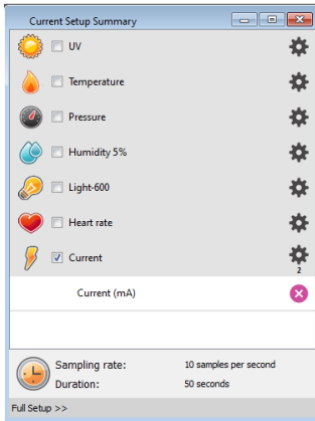 Current Setup Summary
UV
Temperature
Pressure
Humidity 5%
Light-600
Heart rate
Current
2
Current (mA)
Sampling rate: 10 samples per second
Duration: 50 seconds
Full Setup >>